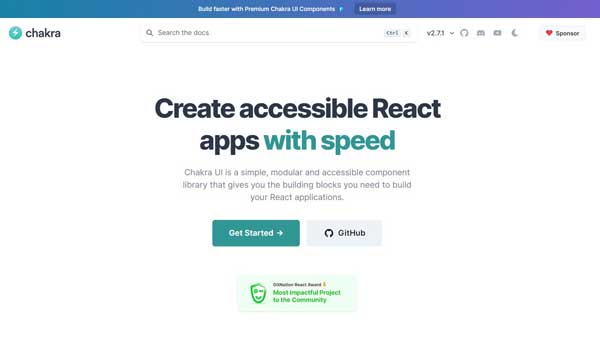 Build faster with Premium Chakra UI Components
Learn more
chakra
Search the docs
Ctrl K
v2.7.1
Sponsor
Create accessible React
apps with speed
Chakra UI is a simple, modular and accessible component
library that gives you the building blocks you need to build
your React applications.
Get Started →
GitHub
GitNation React Award
Most Impactful Project
to the Community